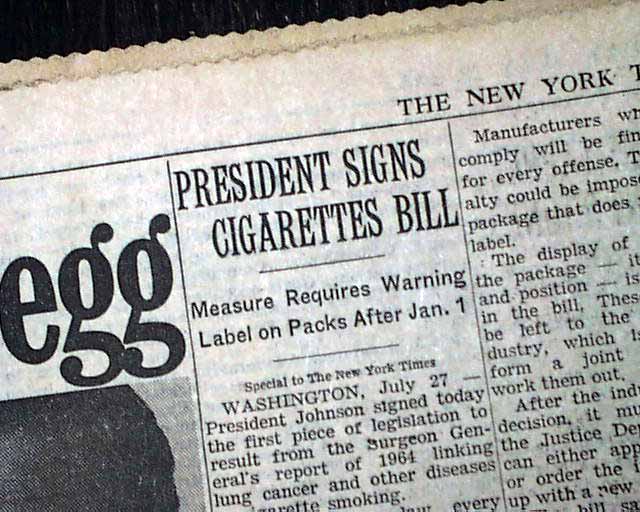 THE NEW YORK
egg
PRESIDENT SIGNS
CIGARETTES BILL
Measure Requires Warning
Label on Packs After Jan. 1
Special to The New York Times
WASHINGTON, July 27 —
President Johnson signed today
the first piece of legislation to
result from the Surgeon Gen-
eral's report of 1964 linking
lung cancer and other diseases
smoking.
every
Manufacturers
comply will be
for every offense.
alty could be
package that does
label.
The display of
the package — it
and position — is
in the bill.
be left to the
dustry, which
form a joint
work them out.
After the
decision, it
the Justice
can either
or order the
up with a new
bill